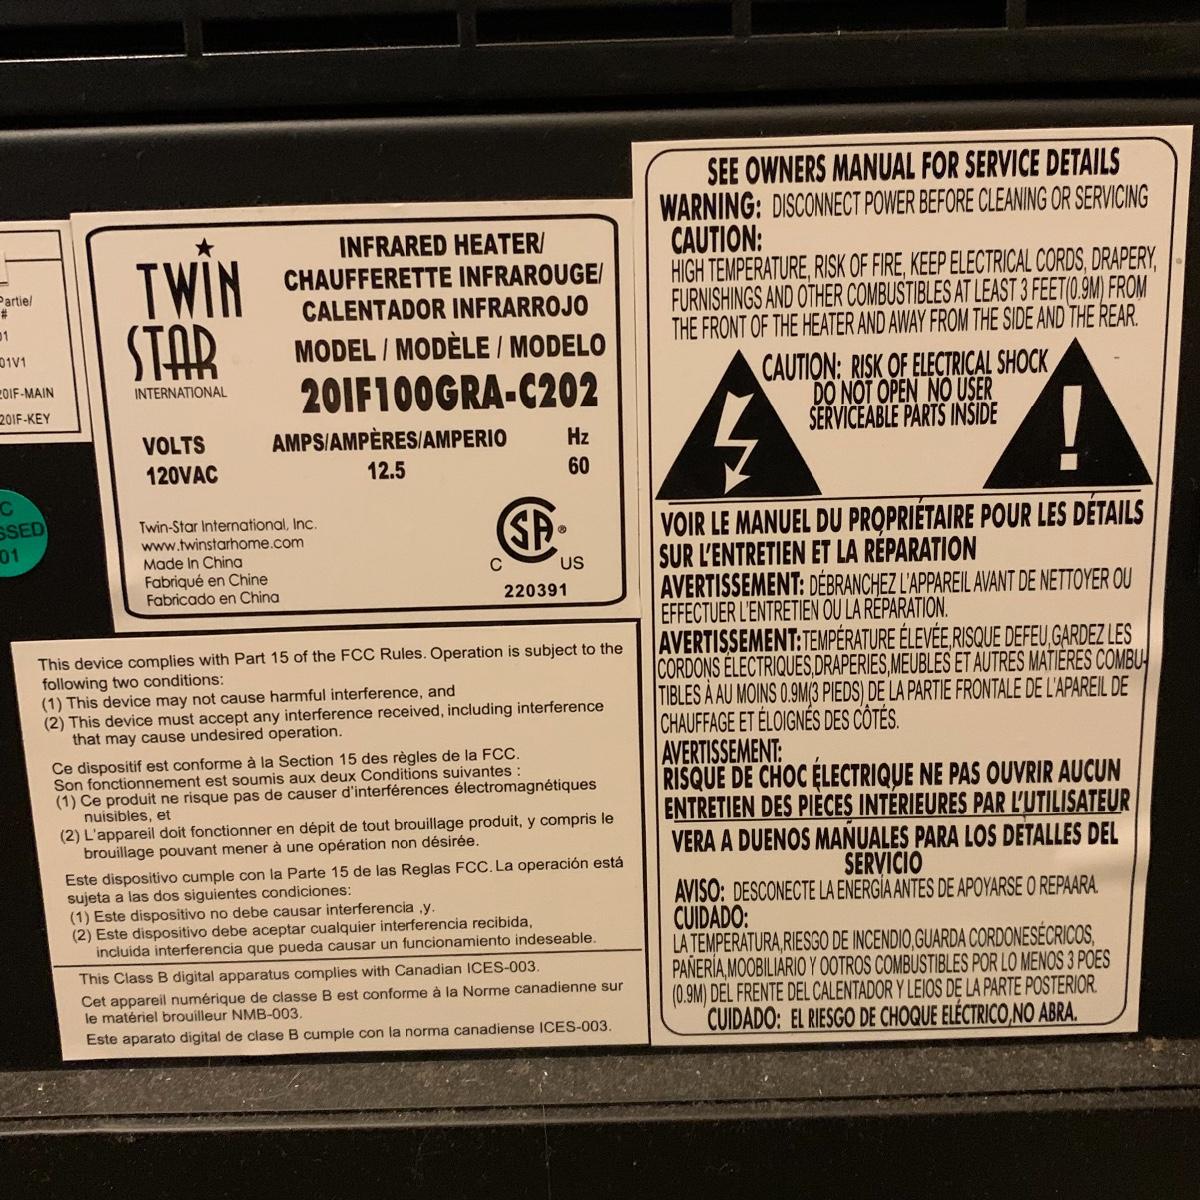 Partie/
#
01
01V1
20IF-MAIN
20IF-KEY
C
SSED
01
TWIN
STAR
INTERNATIONAL
INFRARED HEATER/
CHAUFFERETTE INFRAROUGE/
CALENTADOR INFRARROJO
MODEL / MODÈLE / MODELO
20IF100GRA-C202
VOLTS AMPS/AMPÈRES/AMPERIO Hz
120VAC 12.5 60
Twin-Star International, Inc.
www.twinstarhome.com
Made In China
Fabriqué en Chine
Fabricado en China
SA ®
C US
220391
This device complies with Part 15 of the FCC Rules. Operation is subject to the
following two conditions:
(1) This device may not cause harmful interference, and
(2) This device must accept any interference received, including interference
that may cause undesired operation.
Ce dispositif est conforme à la Section 15 des règles de la FCC.
Son fonctionnement est soumis aux deux Conditions suivantes :
(1) Ce produit ne risque pas de causer d'interférences électromagnétiques
nuisibles, et
(2) L'appareil doit fonctionner en dépit de tout brouillage produit, y compris le
brouillage pouvant mener à une opération non désirée.
Este dispositivo cumple con la Parte 15 de las Reglas FCC. La operación está
sujeta a las dos siguientes condiciones:
(1) Este dispositivo no debe causar interferencia ,y.
(2) Este dispositivo debe aceptar cualquier interferencia recibida,
incluida interferencia que pueda causar un funcionamiento indeseable.
This Class B digital apparatus complies with Canadian ICES-003.
Cet appareil numérique de classe B est conforme à la Norme canadienne sur
le matériel brouilleur NMB-003.
Este aparato digital de clase B cumple con la norma canadiense ICES-003.
SEE OWNERS MANUAL FOR SERVICE DETAILS
WARNING: DISCONNECT POWER BEFORE CLEANING OR SERVICING
CAUTION:
HIGH TEMPERATURE, RISK OF FIRE, KEEP ELECTRICAL CORDS, DRAPERY,
FURNISHINGS AND OTHER COMBUSTIBLES AT LEAST 3 FEET(0.9M) FROM
THE FRONT OF THE HEATER AND AWAY FROM THE SIDE AND THE REAR.
CAUTION: RISK OF ELECTRICAL SHOCK
DO NOT OPEN NO USER
SERVICEABLE PARTS INSIDE
!
VOIR LE MANUEL DU PROPRIÉTAIRE POUR LES DÉTAILS
SUR L'ENTRETIEN ET LA RÉPARATION
AVERTISSEMENT: DÉBRANCHEZ L'APPAREIL AVANT DE NETTOYER OU
EFFECTUER L'ENTRETIEN OU LA RÉPARATION.
AVERTISSEMENT:TEMPÉRATURE ÉLEVÉE,RISQUE DEFEU,GARDEZ LES
CORDONS ÉLECTRIQUES,DRAPERIES,MEUBLES ET AUTRES MATIÈRES COMBU-
TIBLES À AU MOINS 0.9M(3 PIEDS) DE LA PARTIE FRONTALE DE L'APAREIL DE
CHAUFFAGE ET ÉLOIGNÉS DES CÔTÉS.
AVERTISSEMENT:
RISQUE DE CHOC ÉLECTRIQUE NE PAS OUVRIR AUCUN
ENTRETIEN DES PIÈCES INTÉRIEURES PAR L'UTILISATEUR
VERA A DUENOS MAÑUALES PARA LOS DÉTALLES DEL
SERVICIO
AVISO: DESCONECTE LA ENERGÍA ANTES DE APOYARSE O REPAARA.
CUIDADO:
LA TEMPERATURA,RIESGO DE INCENDIO,GUARDA CORDONESÉCRICOS,
PAÑERÍA,MOOBILIARIO Y OOTROS COMBUSTIBLES POR LO MENOS 3 POES
(0.9M) DEL FRENTE DEL CALENTADOR Y LEJOS DE LA PARTE POSTERIOR.
CUIDADO: EL RIESGO DE CHOQUE ELÉCTRICO,NO ABRA.